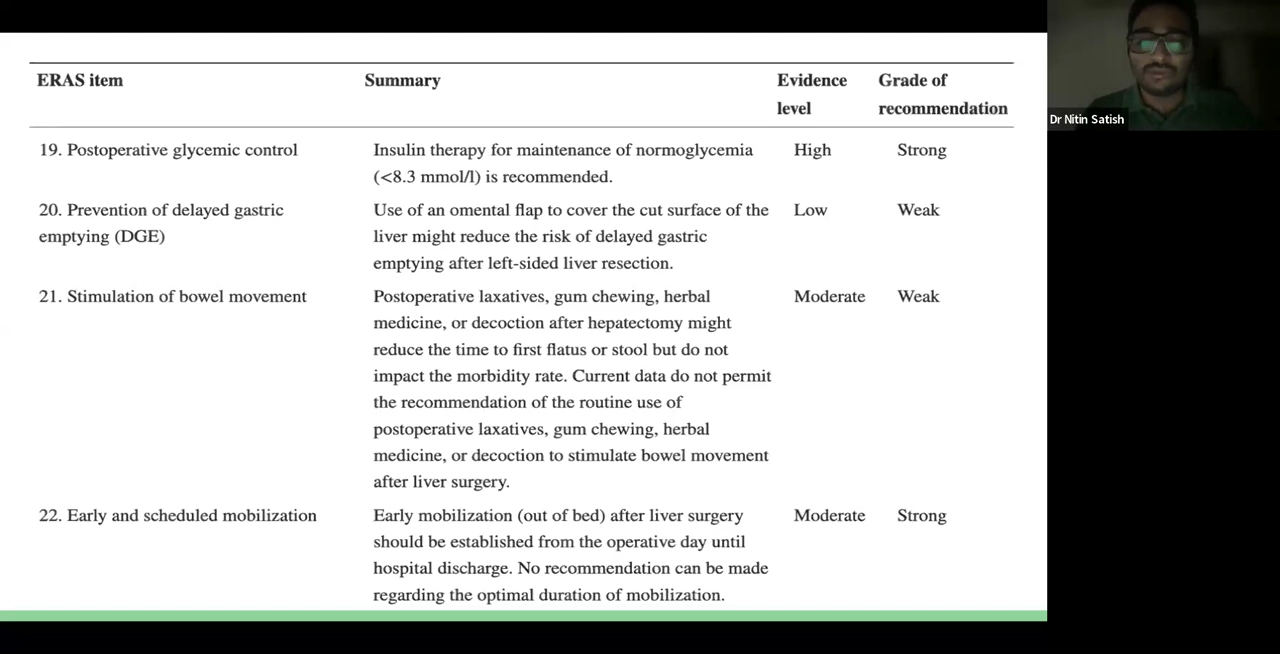 ERAS item Summary Evidence level Grade of recommendation
19. Postoperative glycemic control
Insulin therapy for maintenance of normoglycemia
(<8.3 mmol/l) is recommended.
High
Strong
20. Prevention of delayed gastric
emptying (DGE)
Use of an omental flap to cover the cut surface of the
liver might reduce the risk of delayed gastric
emptying after left-sided liver resection.
Low
Weak
21. Stimulation of bowel movement
Postoperative laxatives, gum chewing, herbal
medicine, or decoction after hepatectomy might
reduce the time to first flatus or stool but do not
impact the morbidity rate. Current data do not permit
the recommendation of the routine use of
postoperative laxatives, gum chewing, herbal
medicine, or decoction to stimulate bowel movement
after liver surgery.
Moderate
Weak
22. Early and scheduled mobilization
Early mobilization (out of bed) after liver surgery
should be established from the operative day until
hospital discharge. No recommendation can be made
regarding the optimal duration of mobilization.
Moderate
Strong
Dr Nitin Satish